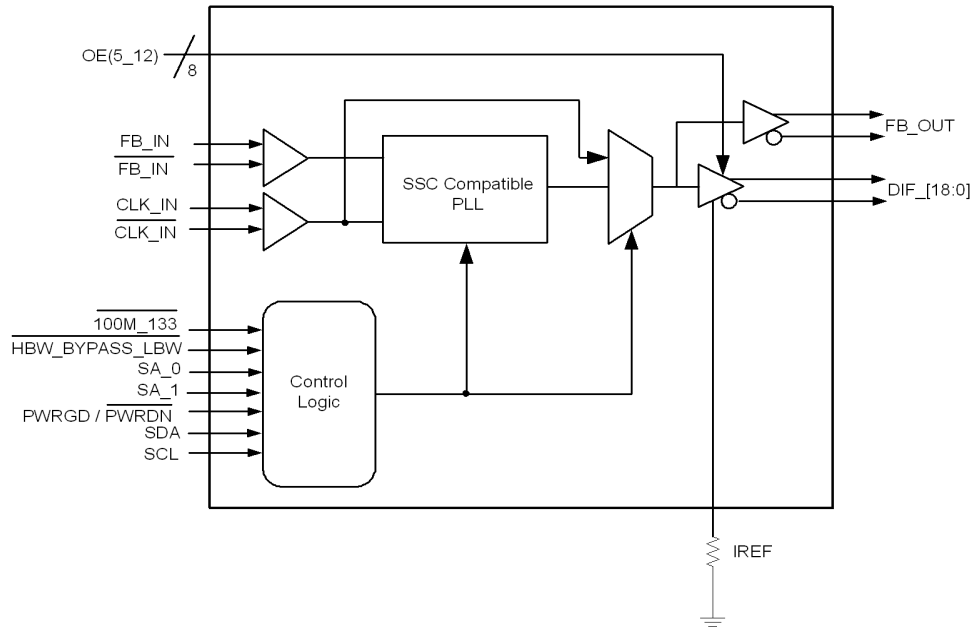 OE(5_12)
8
FB_IN
FB_IN
CLK_IN
CLK_IN
SSC Compatible
PLL
FB_OUT
DIF_[18:0]
100M_133
HBW_BYPASS_LBW
SA_0
SA_1
PWRGD / PWRDN
SDA
SCL
Control
Logic
IREF